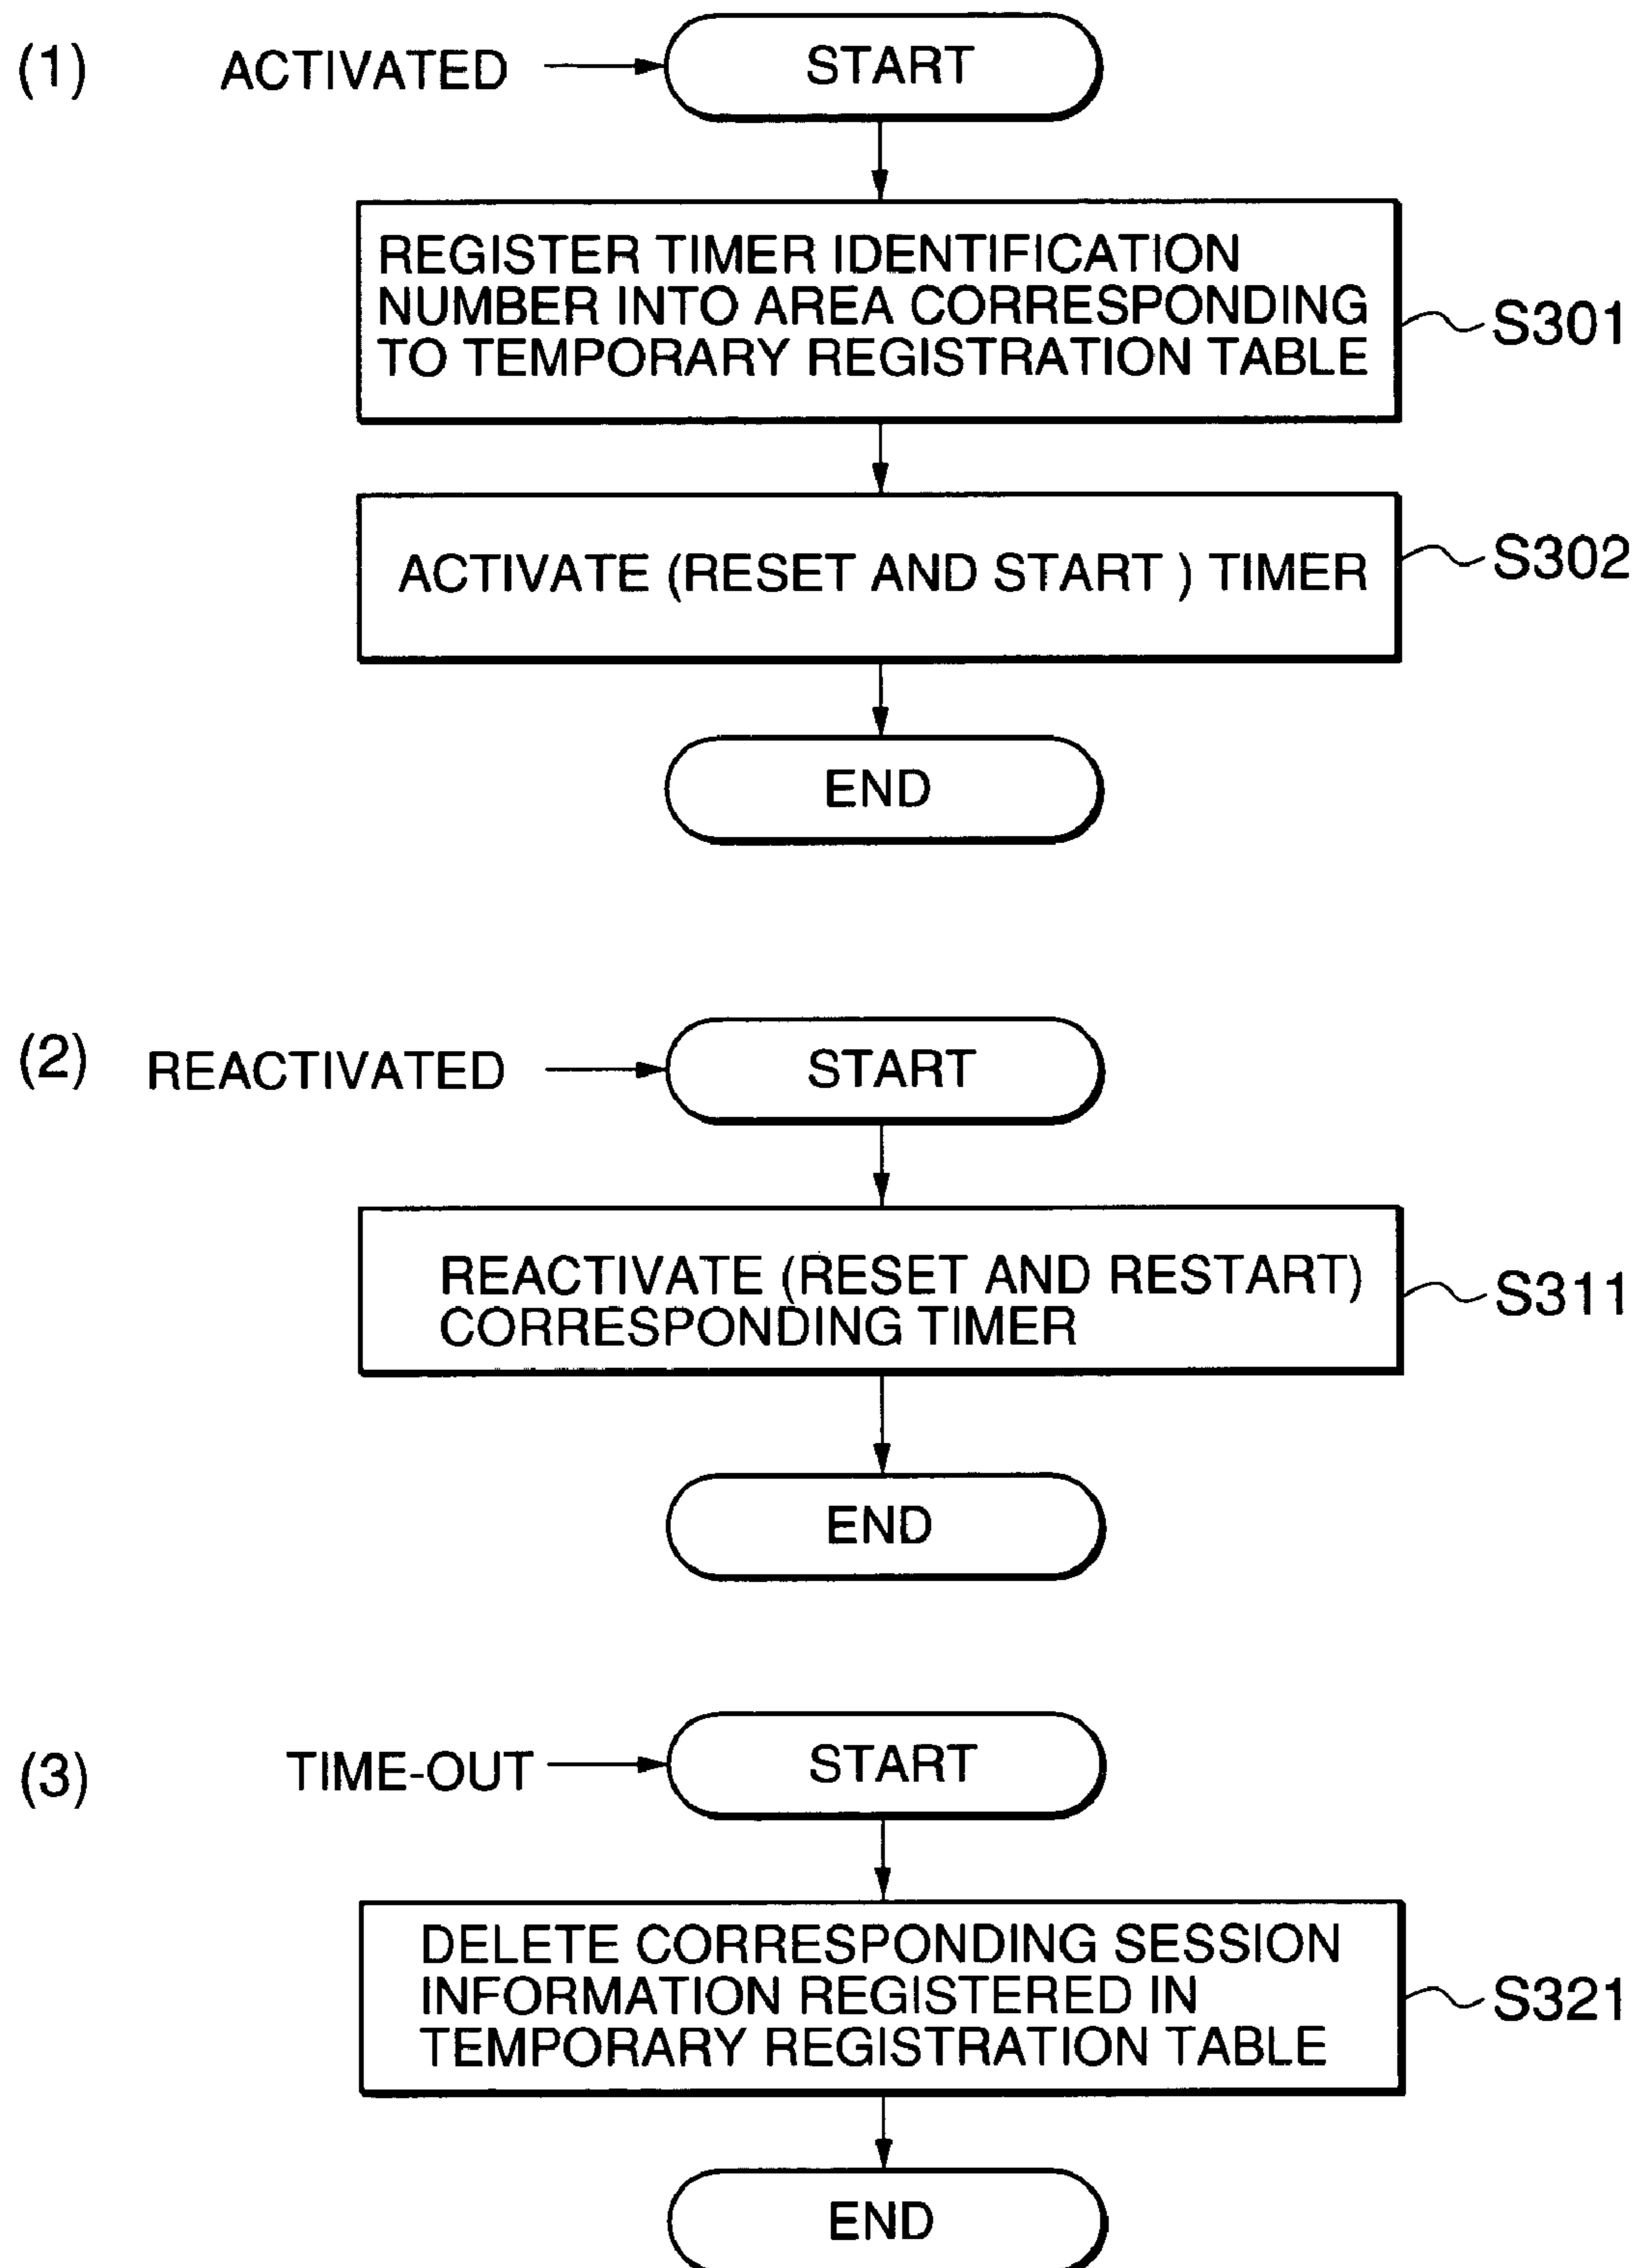 (1) ACTIVATED START
REGISTER TIMER IDENTIFICATION
NUMBER INTO AREA CORRESPONDING
TO TEMPORARY REGISTRATION TABLE
S301
ACTIVATE (RESET AND START ) TIMER
S302
END
(2) REACTIVATED START
REACTIVATE (RESET AND RESTART)
CORRESPONDING TIMER
S311
END
(3) TIME-OUT START
DELETE CORRESPONDING SESSION
INFORMATION REGISTERED IN
TEMPORARY REGISTRATION TABLE
S321
END